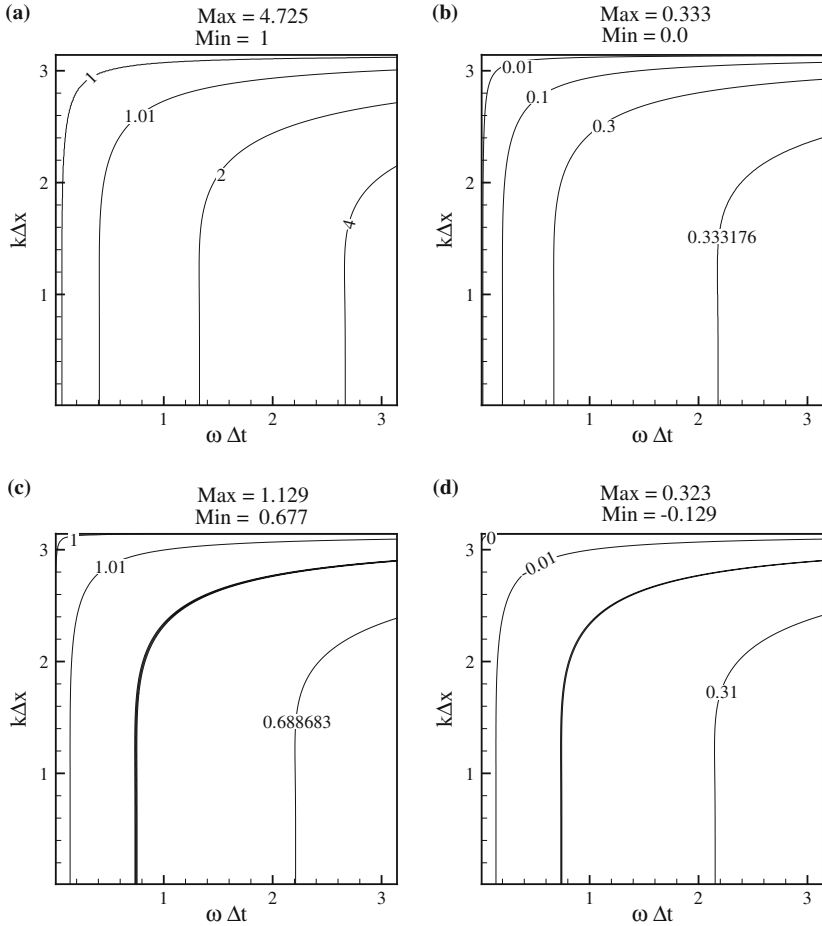 (a)
Max = 4.725
Min = 1
1
1.01
2
4
3
2
1
kΔx
1
2
3
ω Δt
(b)
Max = 0.333
Min = 0.0
0.01
0.1
0.3
0.333176
3
2
1
kΔx
1
2
3
ω Δt
(c)
Max = 1.129
Min = 0.677
1
1.01
0.688683
3
2
1
kΔx
1
2
3
ω Δt
(d)
Max = 0.323
Min = -0.129
0
-0.01
0.31
3
2
1
kΔx
1
2
3
ω Δt